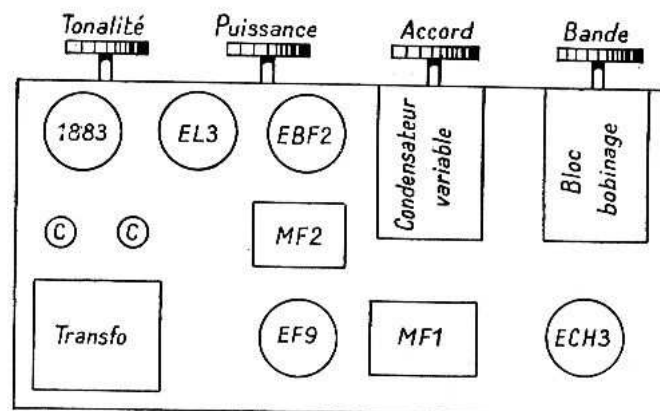 Tonalité
Puissance
Accord
Bande
1883
EL3
EBF2
Condensateur
variable
Bloc
bobinage
C
C
MF2
Transfo
EF9
MF1
ECH3